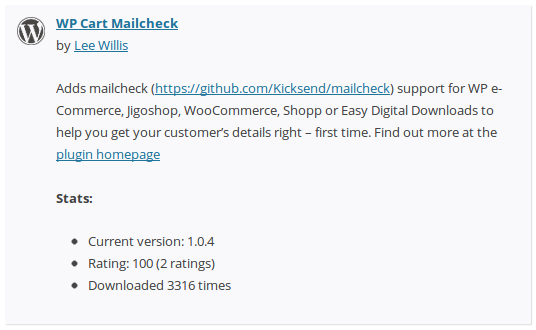 WP Cart Mailcheck
by Lee Willis
Adds mailcheck (https://github.com/Kicksend/mailcheck) support for WP e-
Commerce, Jigoshop, WooCommerce, Shopp or Easy Digital Downloads to
help you get your customer’s details right – first time. Find out more at the
plugin homepage
Stats:
Current version: 1.0.4
Rating: 100 (2 ratings)
Downloaded 3316 times